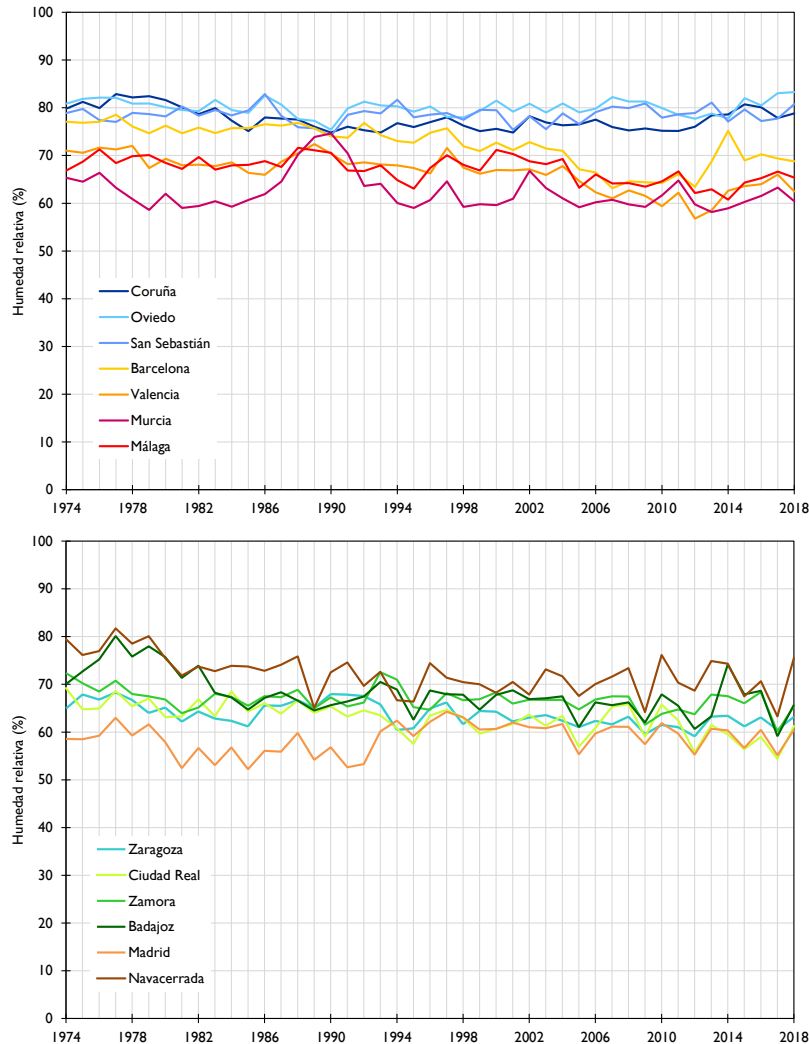 100
90
80
70
60
50
40
30
20
10
0
Humedad relativa (%)
Coruña
Oviedo
San Sebastián
Barcelona
Valencia
Murcia
Málaga
1974 1978 1982 1986 1990 1994 1998 2002 2006 2010 2014 2018
100
90
80
70
60
50
40
30
20
10
0
Humedad relativa (%)
Zaragoza
Ciudad Real
Zamora
Badajoz
Madrid
Navacerrada
1974 1978 1982 1986 1990 1994 1998 2002 2006 2010 2014 2018